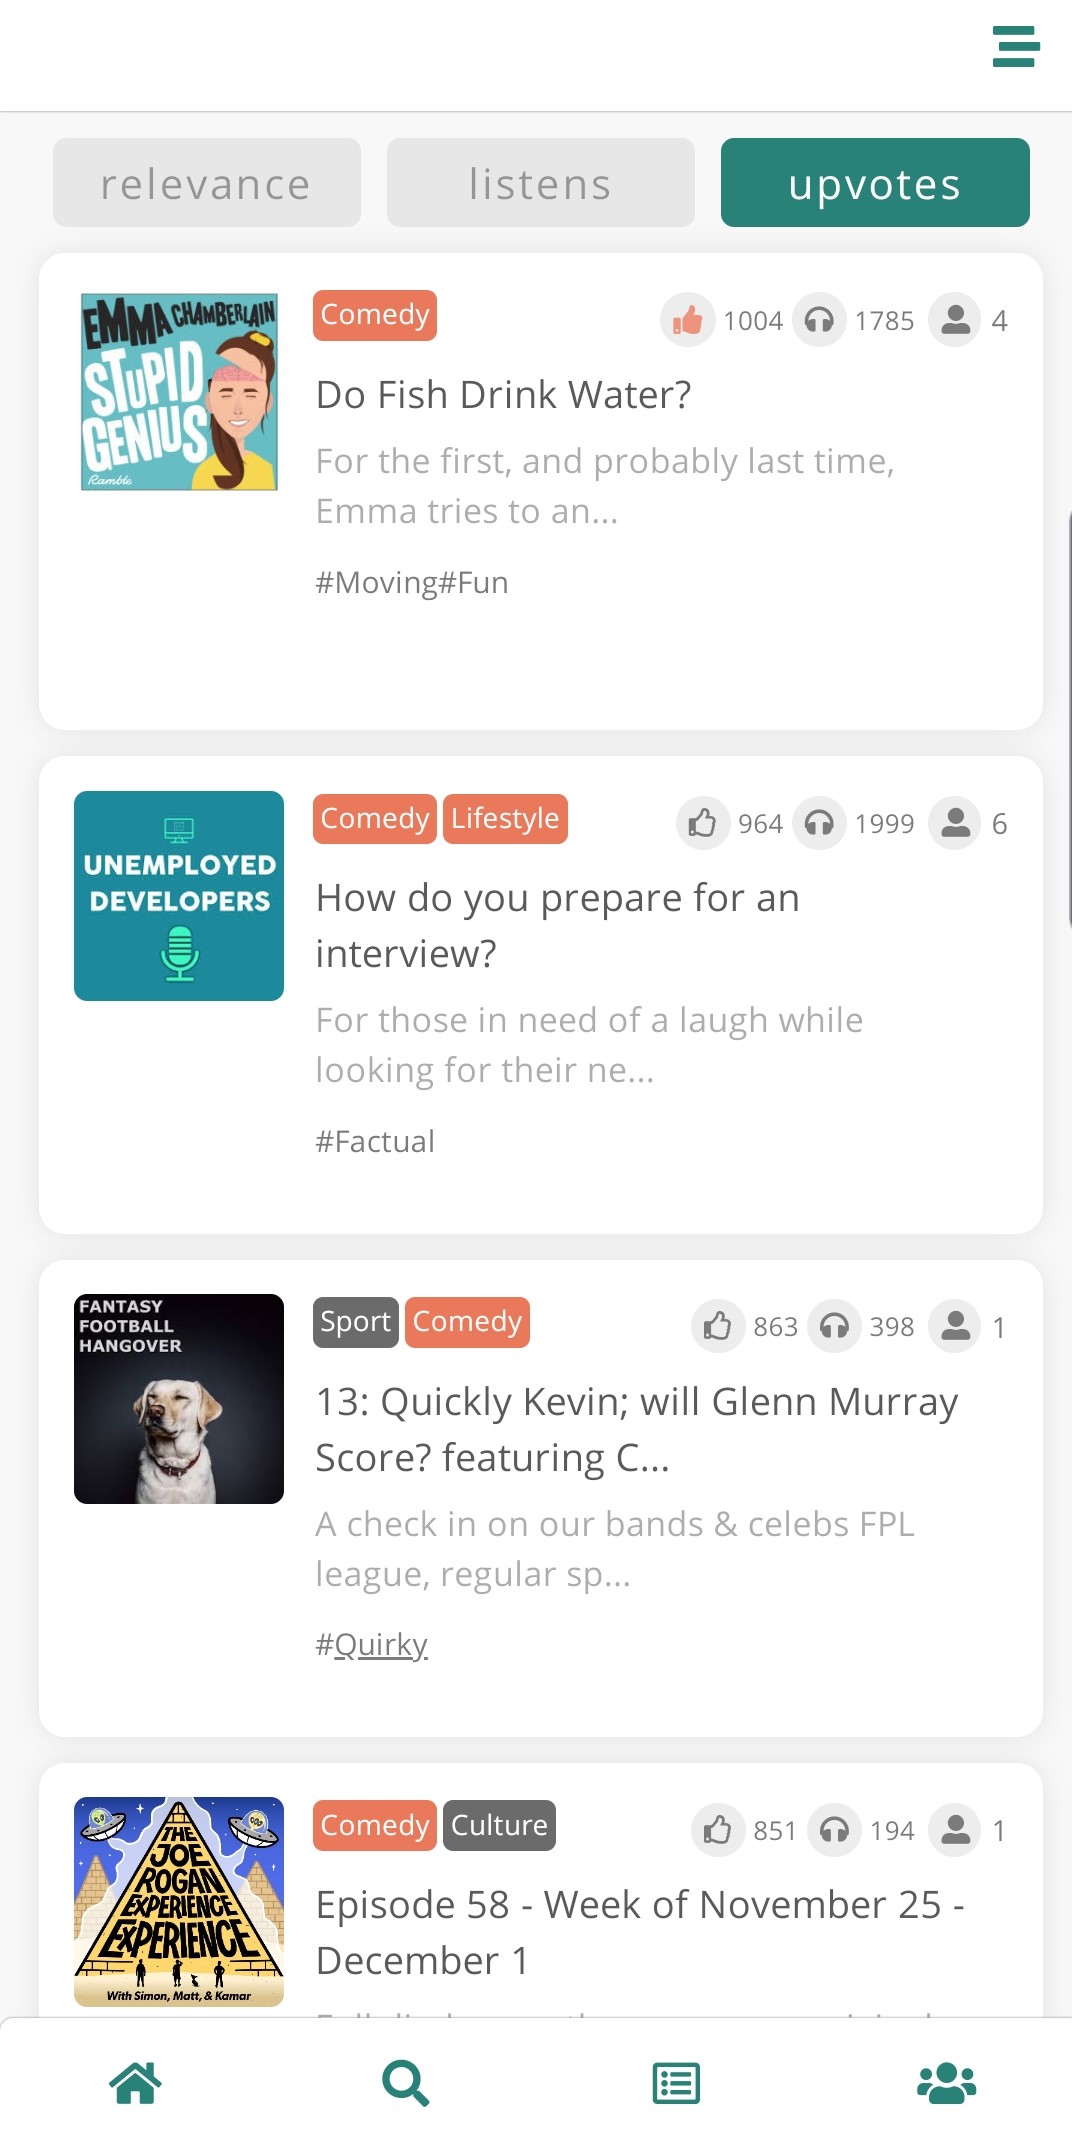 relevance listens upvotes
EMMA CHAMBERLAIN
STUPID
GENIUS
Ramble
Comedy 1004 1785 4
Do Fish Drink Water?
For the first, and probably last time,
Emma tries to an...
#Moving#Fun
UNEMPLOYED
DEVELOPERS
Comedy Lifestyle 964 1999 6
How do you prepare for an
interview?
For those in need of a laugh while
looking for their ne...
#Factual
FANTASY
FOOTBALL
HANGOVER
Sport Comedy 863 398 1
13: Quickly Kevin; will Glenn Murray
Score? featuring C...
A check in on our bands & celebs FPL
league, regular sp...
#Quirky
THE
JOE
ROGAN
EXPERIENCE
EXPERIENCE
With Simon, Matt, & Kamar
Comedy Culture 851 194 1
Episode 58 - Week of November 25 -
December 1